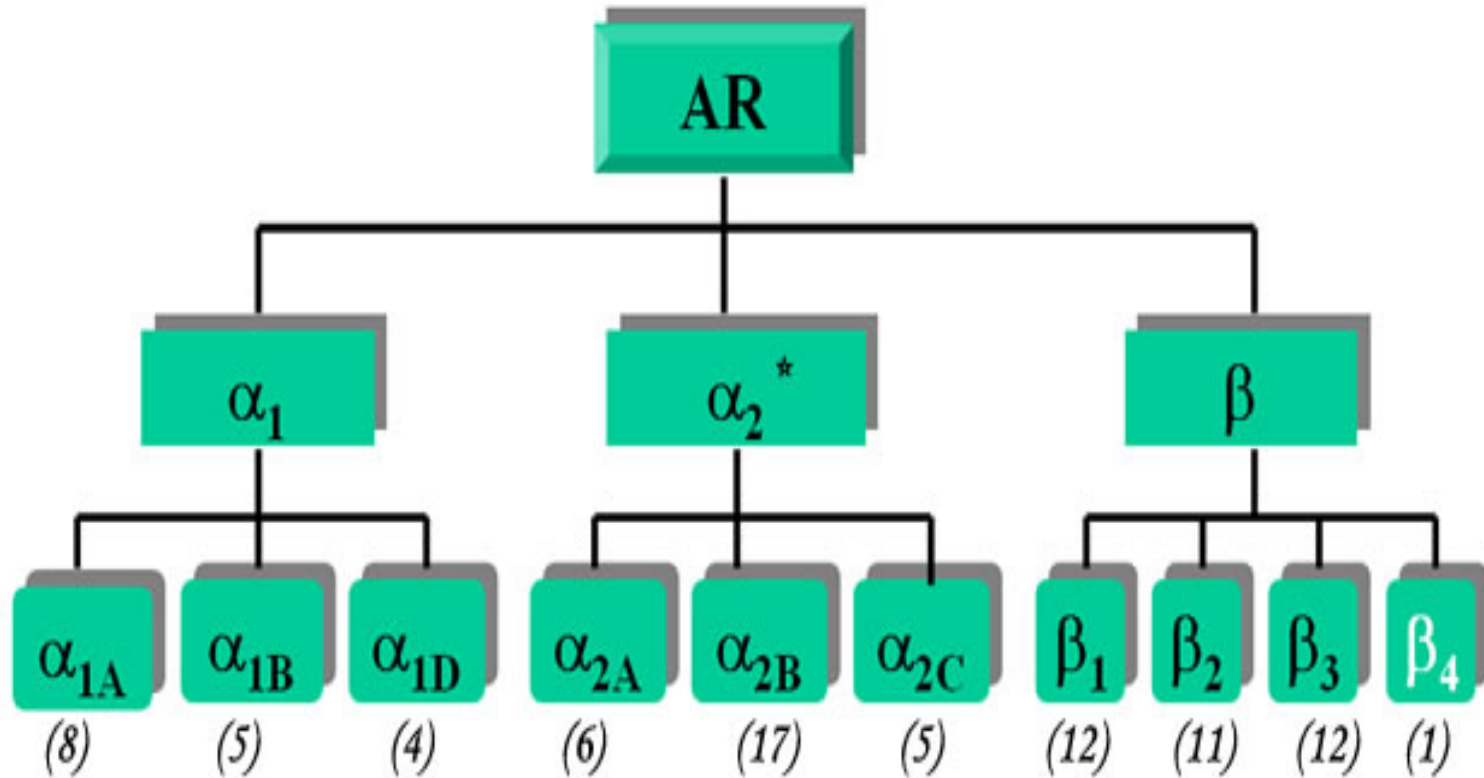 AR
α₁ α₂ * β
α₁A α₁B α₁D α₂A α₂B α₂C β₁ β₂ β₃ β₄
(8) (5) (4) (6) (17) (5) (12) (11) (12) (1)